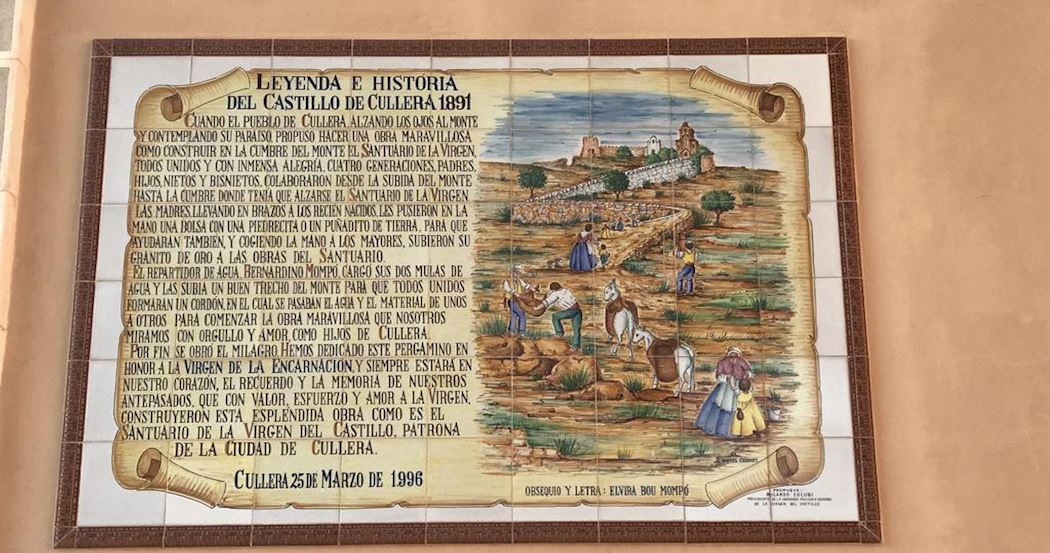 LEYENDA E HISTORIA
DEL CASTILLO DE CULLERA 1891
CUANDO EL PUEBLO DE CULLERA, ALZANDO LOS OJOS AL MONTE
Y CONTEMPLANDO SU PARAÍSO, PROPUSO HACER UNA OBRA MARAVILLOSA
COMO CONSTRUIR EN LA CUMBRE DEL MONTE EL SANTUARIO DE LA VIRGEN,
TODOS UNIDOS Y CON INMENSA ALEGRÍA, CUATRO GENERACIONES, PADRES,
HIJOS, NIETOS Y BISNIETOS, COLABORARON DESDE LA SUBIDA DEL MONTE
HASTA LA CUMBRE DONDE TENÍA QUE ALZARSE EL SANTUARIO DE LA VIRGEN
LAS MADRES, LLEVANDO EN BRAZOS A LOS RECIEN NACIDOS, LES PUSIERON EN LA
MANO UNA BOLSA CON UNA PIEDRECITA O UN PUÑADITO DE TIERRA, PARA QUE
AYUDARAN TAMBIEN, Y COGIENDO LA MANO A LOS MAYORES, SUBIERON SU
GRANITO DE ORO A LAS OBRAS DEL SANTUARIO.
EL REPARTIDOR DE AGUA, BERNARDINO MOMPÓ, CARGÓ SUS DOS MULAS DE
AGUA Y LAS SUBIA UN BUEN TRECHO DEL MONTE PARA QUE TODOS UNIDOS
FORMARAN UN CORDÓN, EN EL CUAL SE PASABAN EL AGUA Y EL MATERIAL DE UNOS
A OTROS PARA COMENZAR LA OBRA MARAVILLOSA QUE NOSOTROS
MIRAMOS CON ORGULLO Y AMOR, COMO HIJOS DE CULLERA.
POR FIN SE OBRÓ EL MILAGRO, HEMOS DEDICADO ESTE PERGAMINO EN
HONOR A LA VIRGEN DE LA ENCARNACIÓN, Y SIEMPRE ESTARÁ EN
NUESTRO CORAZÓN, EL RECUERDO Y LA MEMORIA DE NUESTROS
ANTEPASADOS, QUE CON VALOR, ESFUERZO Y AMOR A LA VIRGEN,
CONSTRUYERON ESTA ESPLÉNDIDA OBRA COMO ES EL
SANTUARIO DE LA VIRGEN DEL CASTILLO, PATRONA
DE LA CIUDAD DE CULLERA.
CULLERA 25 DE MARZO DE 1996
OBSEQUIO Y LETRA: ELVIRA BOU MOMPÓ
PROMUEVE:
RICARDO COLUBI
DE LA VIRGEN DEL CASTILLO